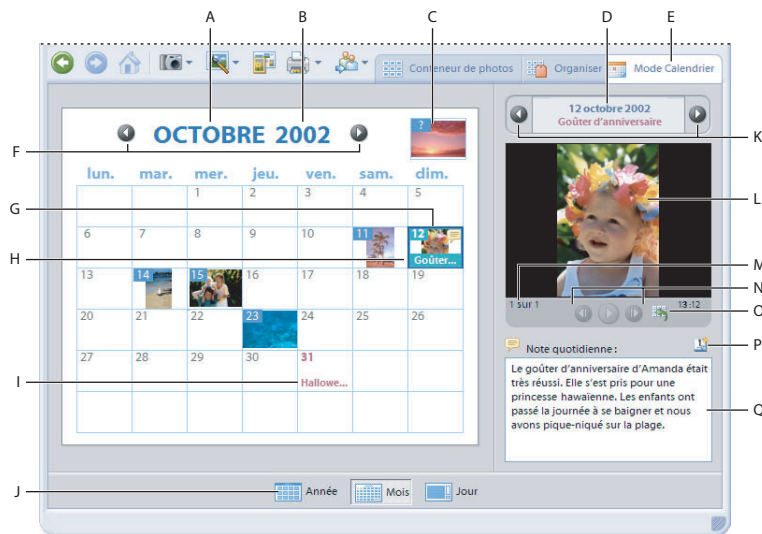 A B C D E
Conteneur de photos Organiser Mode Calendrier
OCTOBRE 2002
?
12 octobre 2002
Goûter d'anniversaire
F
K
lun. mar. mer. jeu. ven. sam. dim.
1 2 3 4 5
G
L
6 7 8 9 10 11 12
H
Goûter...
13 14 15 16 17 18 19
M
1 sur 1
N
13:12
O
20 21 22 23 24 25 26
P
Note quotidienne :
27 28 29 30 31
I
Hallowe...
Le goûter d'anniversaire d'Amanda était
très réussi. Elle s'est pris pour une
princesse hawaïenne. Les enfants ont
passé la journée à se baigner et nous
avons pique-niqué sur la plage.
Q
J
Année Mois Jour